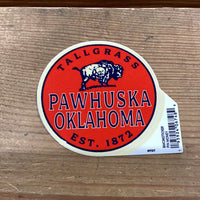 TALLGRASS
PAWHUSKA
OKLAHOMA
EST. 1872